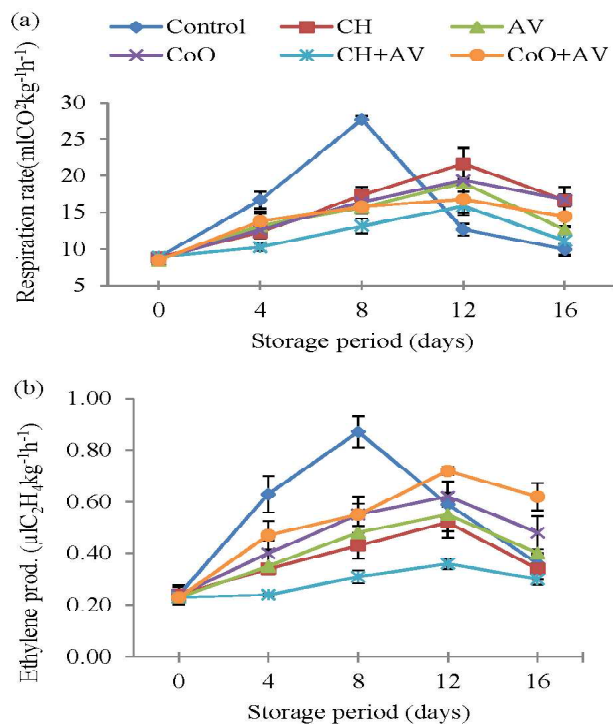 (a)
Control CH AV
CoO CH+AV CoO+AV
Respiration rate(mlCO²kg⁻¹h⁻¹)
30
25
20
15
10
5
0 4 8 12 16
Storage period (days)
(b)
Ethylene prod. (µlC₂H₄kg⁻¹h⁻¹)
1.00
0.80
0.60
0.40
0.20
0.00
0 4 8 12 16
Storage period (days)